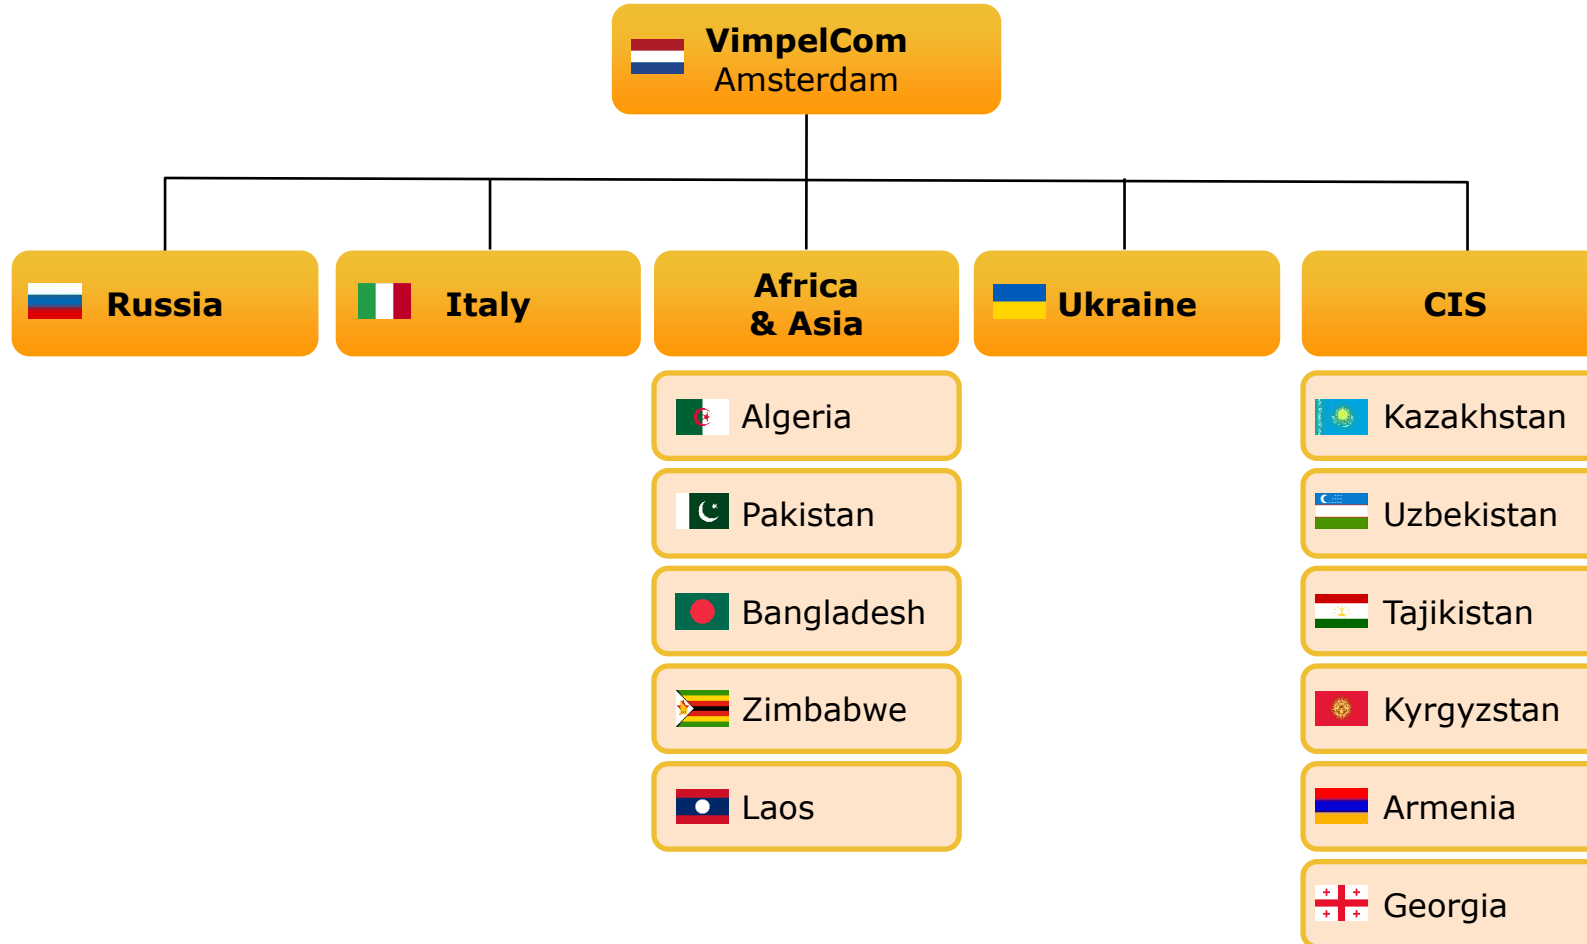 VimpelCom
Amsterdam
Russia
Italy
Africa
& Asia
Ukraine
CIS
Algeria
Pakistan
Bangladesh
Zimbabwe
Laos
Kazakhstan
Uzbekistan
Tajikistan
Kyrgyzstan
Armenia
Georgia